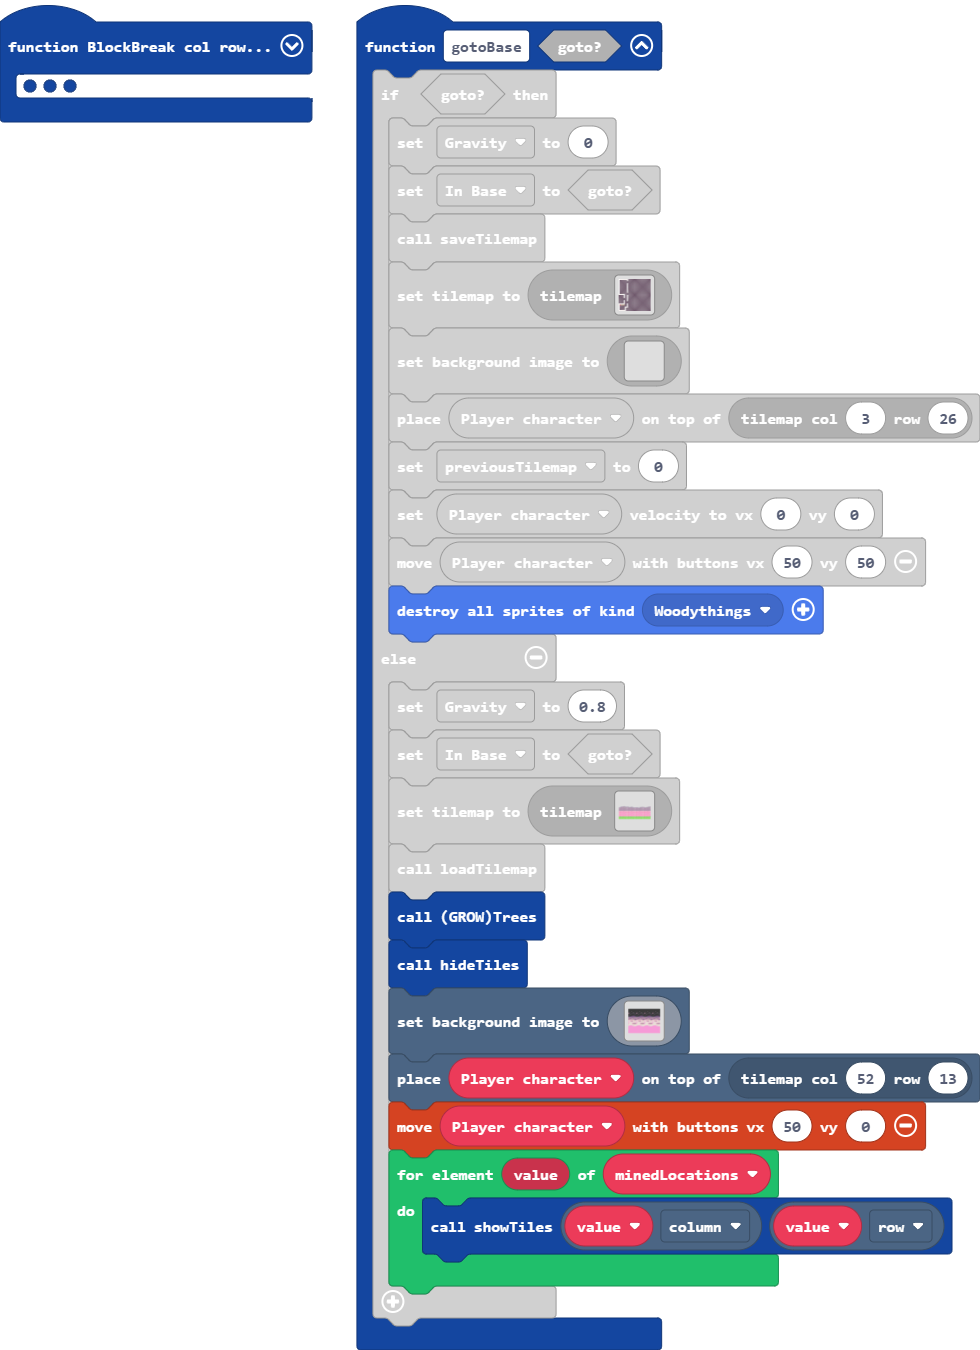 function BlockBreak col row...
function gotoBase goto?
if goto? then
set Gravity to 0
set In Base to goto?
call saveTilemap
set tilemap to tilemap
set background image to
place Player character on top of tilemap col 3 row 26
set previousTilemap to 0
set Player character velocity to vx 0 vy 0
move Player character with buttons vx 50 vy 50
destroy all sprites of kind Woodythings
else
set Gravity to 0.8
set In Base to goto?
set tilemap to tilemap
call loadTilemap
call (GROW)Trees
call hideTiles
set background image to
place Player character on top of tilemap col 52 row 13
move Player character with buttons vx 50 vy 0
for element value of minedLocations
do
call showTiles value column value row